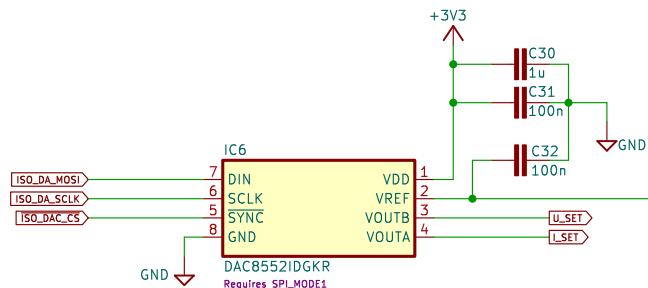 +3V3
C30
1u
C31
100n
GND
C32
100n
IC6
ISO_DA_MOSI 7 DIN VDD 1
ISO_DA_SCLK 6 SCLK VREF 2
ISO_DAC_CS 5 SYNC VOUTB 3 U_SET
8 GND VOUTA 4 I_SET
GND
DAC8552IDGKR
Requires SPI_MODE1